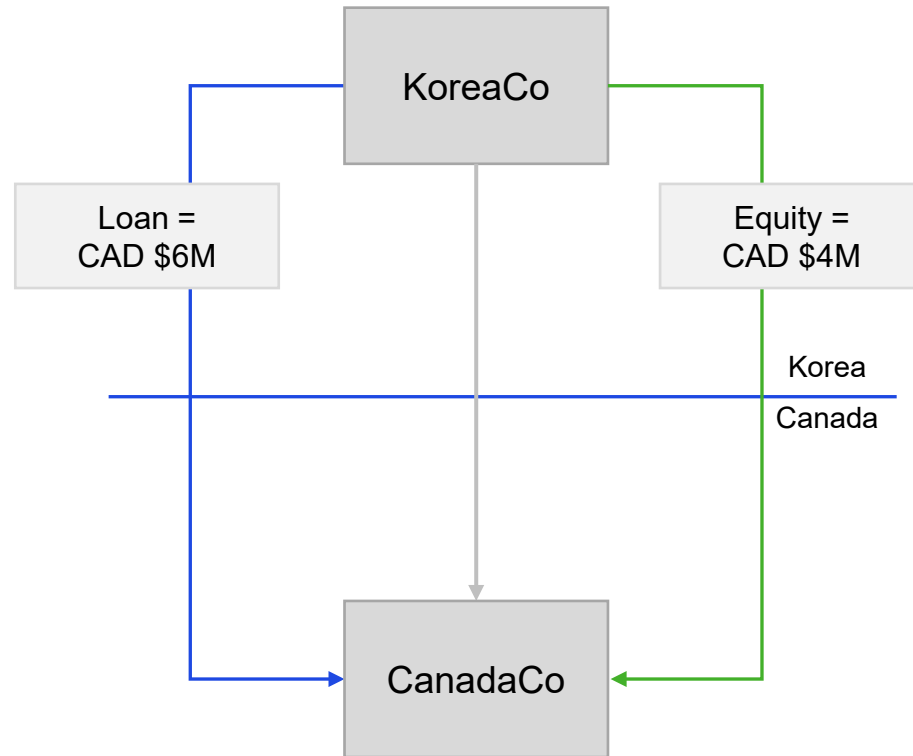 KoreaCo
Loan =
CAD $6M
Equity =
CAD $4M
Korea
Canada
CanadaCo